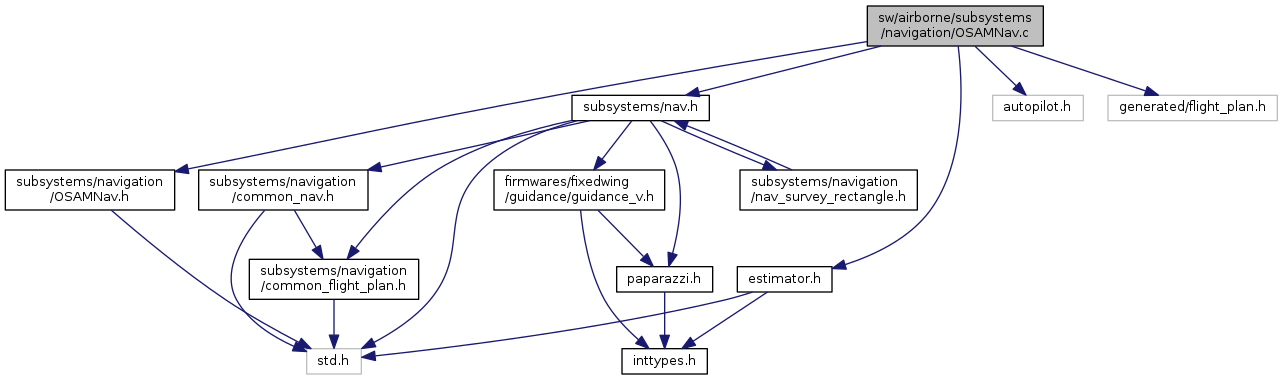 sw/airborne/subsystems
/navigation/OSAMNav.c
subsystems/nav.h
autopilot.h
generated/flight_plan.h
subsystems/navigation
/OSAMNav.h
subsystems/navigation
/common_nav.h
firmwares/fixedwing
/guidance/guidance_v.h
subsystems/navigation
/nav_survey_rectangle.h
subsystems/navigation
/common_flight_plan.h
paparazzi.h
estimator.h
std.h
inttypes.h